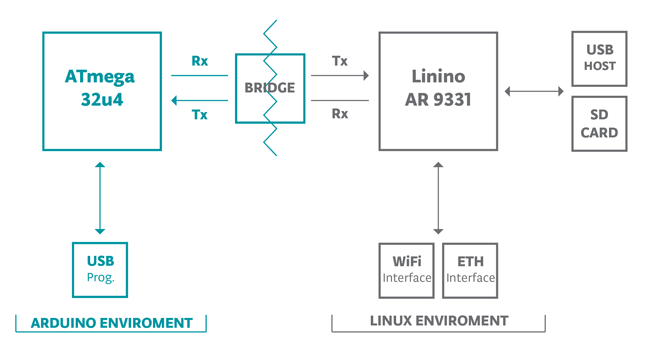 ATmega
32u4
Rx
Tx
BRIDGE
Tx
Rx
Linino
AR 9331
USB
HOST
SD
CARD
USB
Prog.
WiFi
Interface
ETH
Interface
ARDUINO ENVIROMENT
LINUX ENVIROMENT